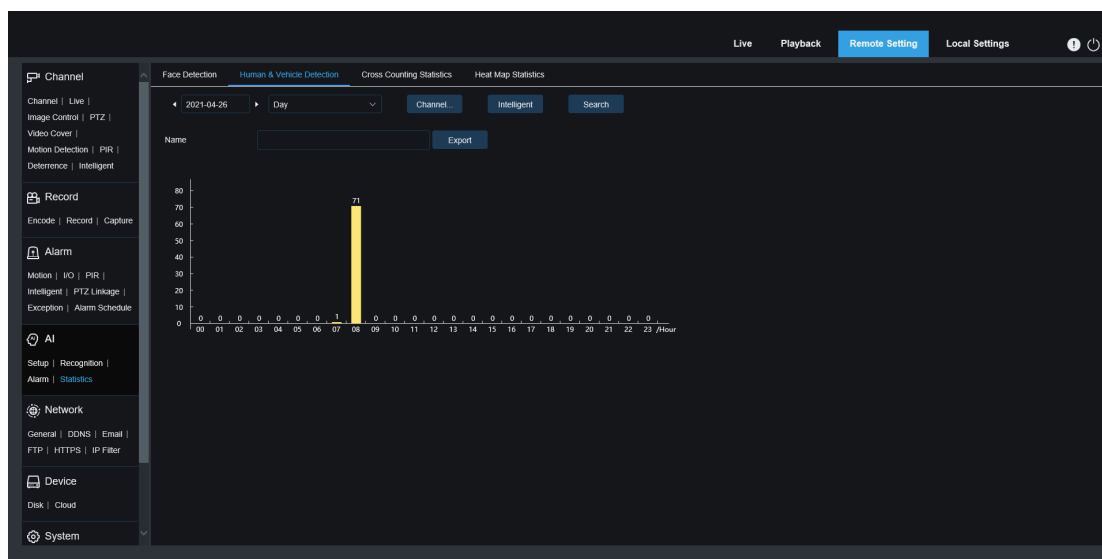 Live Playback Remote Setting Local Settings
Channel
Channel | Live |
Image Control | PTZ |
Video Cover |
Motion Detection | PIR |
Deterrence | Intelligent
Record
Encode | Record | Capture
Alarm
Motion | I/O | PIR |
Intelligent | PTZ Linkage |
Exception | Alarm Schedule
AI
Setup | Recognition |
Alarm | Statistics
Network
General | DDNS | Email |
FTP | HTTPS | IP Filter
Device
Disk | Cloud
System
Face Detection Human & Vehicle Detection Cross Counting Statistics Heat Map Statistics
2021-04-26 Day Channel... Intelligent Search
Name Export
80
70
60
50
40
30
20
10
0
0 0 0 0 0 0 0 1 71 0 0 0 0 0 0 0 0 0 0 0 0 0 0 0
00 01 02 03 04 05 06 07 08 09 10 11 12 13 14 15 16 17 18 19 20 21 22 23 /Hour